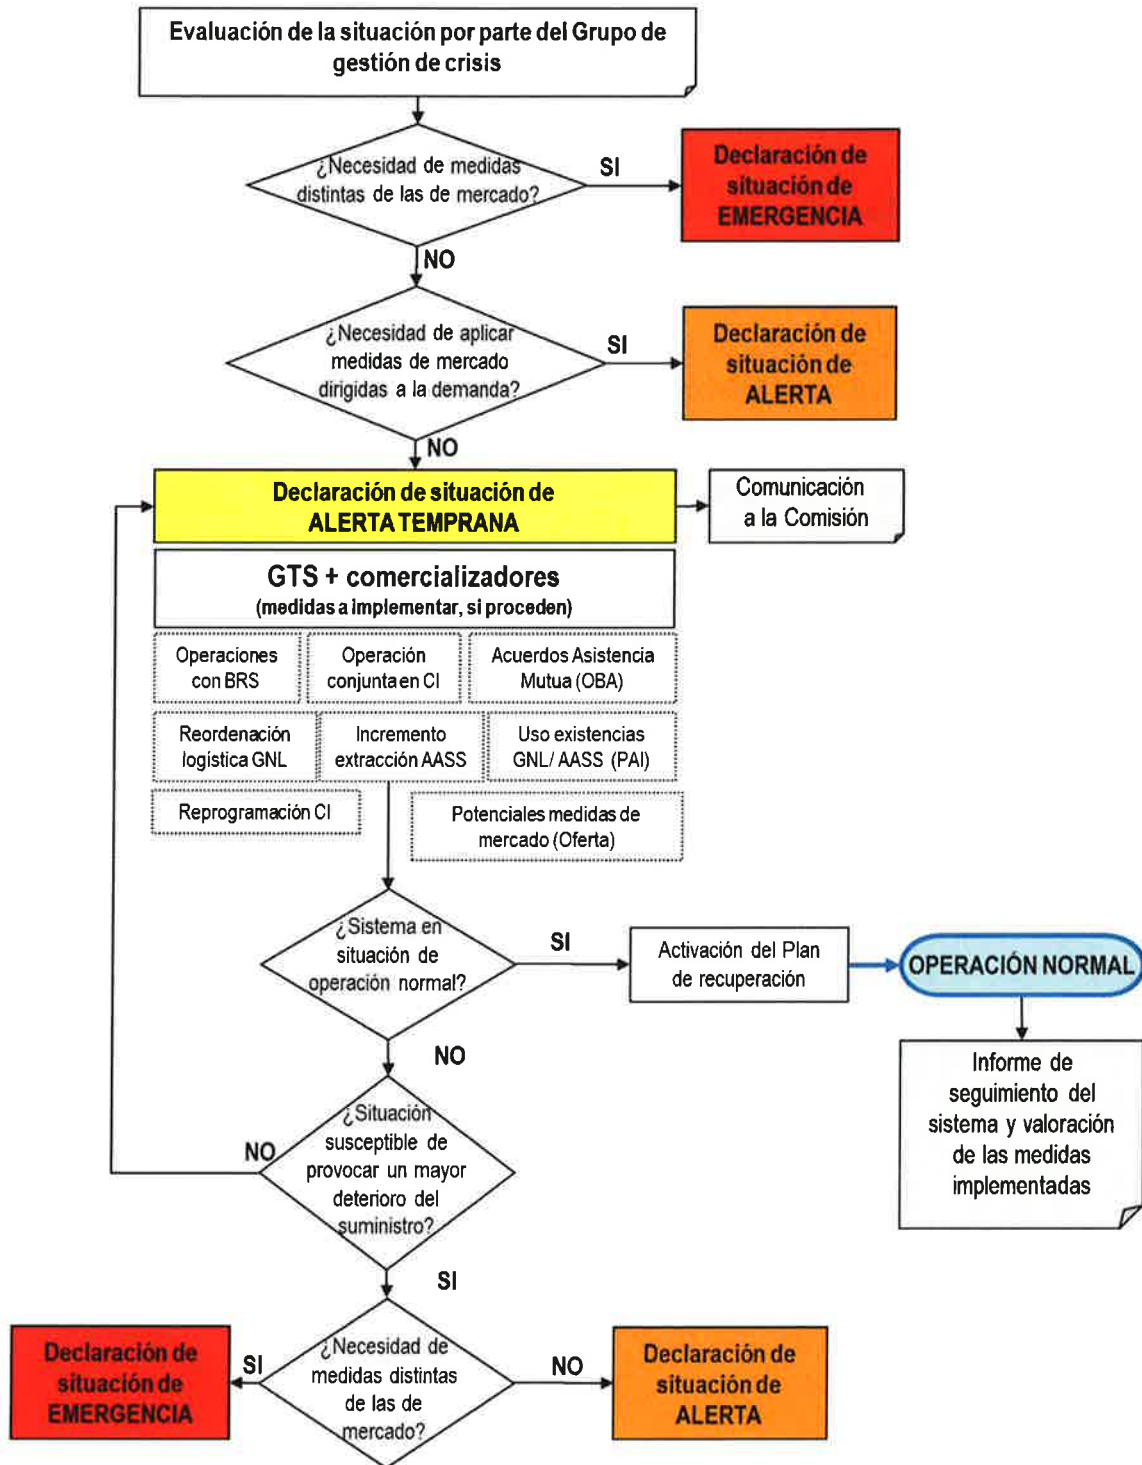 Evaluación de la situación por parte del Grupo de
gestión de crisis
¿Necesidad de medidas
distintas de las de mercado?
SI
Declaración de
situación de
EMERGENCIA
NO
¿Necesidad de aplicar
medidas de mercado
dirigidas a la demanda?
SI
Declaración de
situación de
ALERTA
NO
Declaración de situación de
ALERTA TEMPRANA
Comunicación
a la Comisión
GTS + comercializadores
(medidas a implementar, si proceden)
Operaciones
con BRS
Operación
conjunta en CI
Acuerdos Asistencia
Mutua (OBA)
Reordenación
logística GNL
Incremento
extracción AASS
Uso existencias
GNL/ AASS (PAI)
Reprogramación CI
Potenciales medidas de
mercado (Oferta)
¿Sistema en
situación de
operación normal?
SI
Activación del Plan
de recuperación
OPERACIÓN NORMAL
NO
Informe de
seguimiento del
sistema y valoración
de las medidas
implementadas
¿Situación
susceptible de
provocar un mayor
deterioro del
suministro?
NO
SI
¿Necesidad de
medidas distintas
de las de
mercado?
SI
Declaración de
situación de
EMERGENCIA
NO
Declaración de
situación de
ALERTA